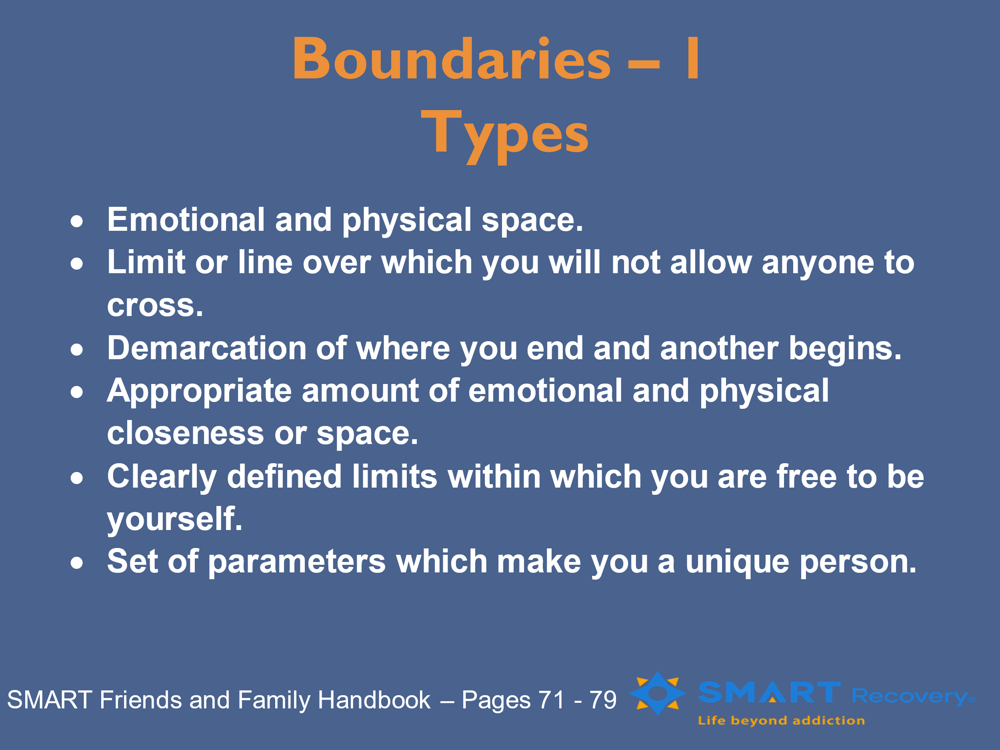 Boundaries – I
Types
• Emotional and physical space.
• Limit or line over which you will not allow anyone to
cross.
• Demarcation of where you end and another begins.
• Appropriate amount of emotional and physical
closeness or space.
• Clearly defined limits within which you are free to be
yourself.
• Set of parameters which make you a unique person.
SMART Friends and Family Handbook – Pages 71 - 79
SMART Recovery®
Life beyond addiction